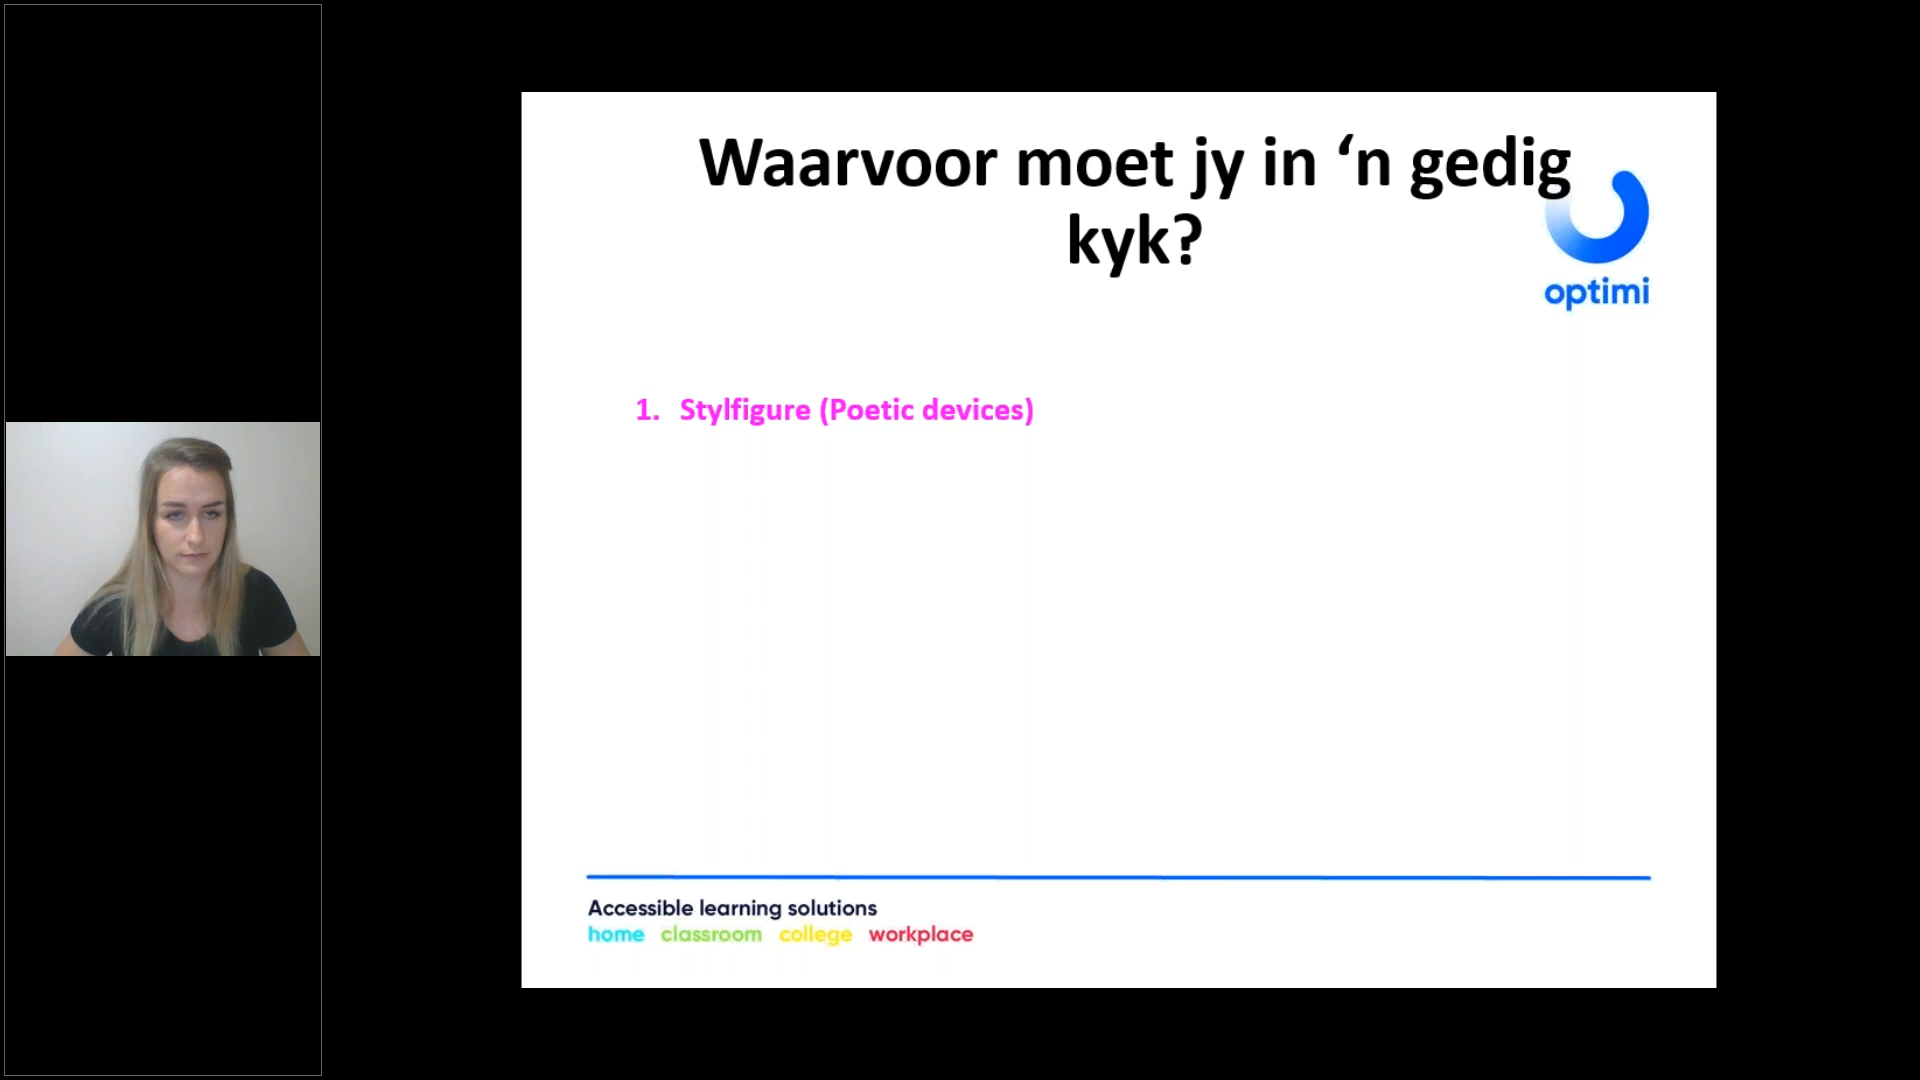 Waarvoor moet jy in ‘n gedig
kyk?
optimi
1. Stylfigure (Poetic devices)
Accessible learning solutions
home classroom college workplace